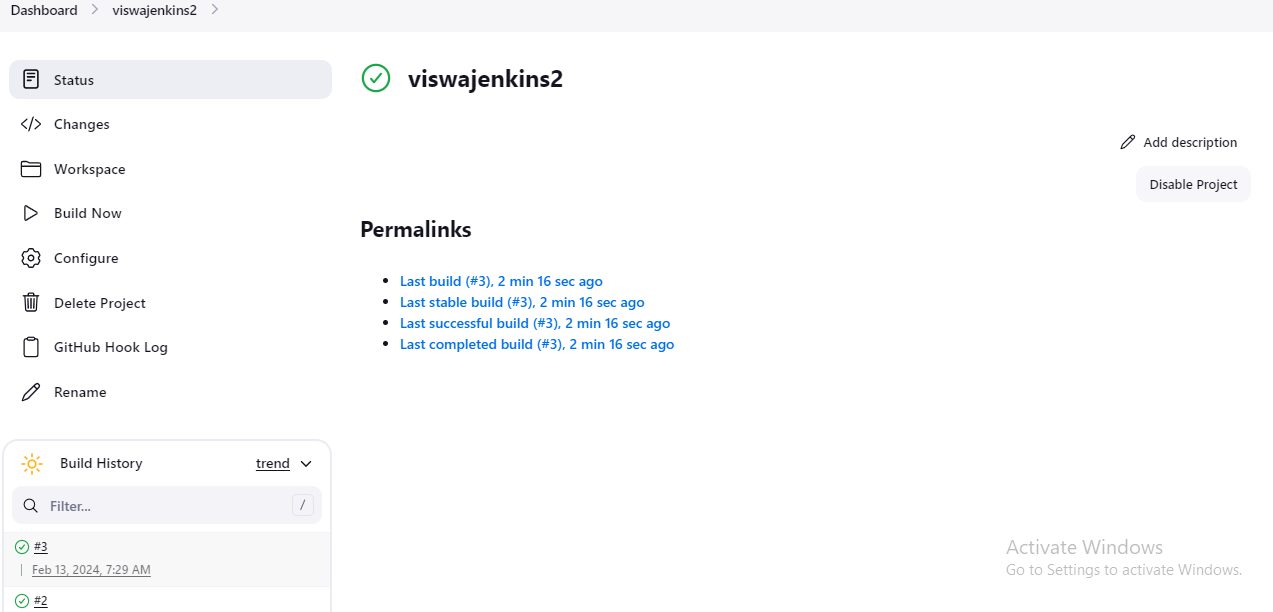 Dashboard viswajenkins2
Status
Changes
Workspace
Build Now
Configure
Delete Project
GitHub Hook Log
Rename
Build History trend
Filter... /
#3
Feb 13, 2024, 7:29 AM
#2
viswajenkins2
Add description
Disable Project
Permalinks
Last build (#3), 2 min 16 sec ago
Last stable build (#3), 2 min 16 sec ago
Last successful build (#3), 2 min 16 sec ago
Last completed build (#3), 2 min 16 sec ago
Activate Windows
Go to Settings to activate Windows.